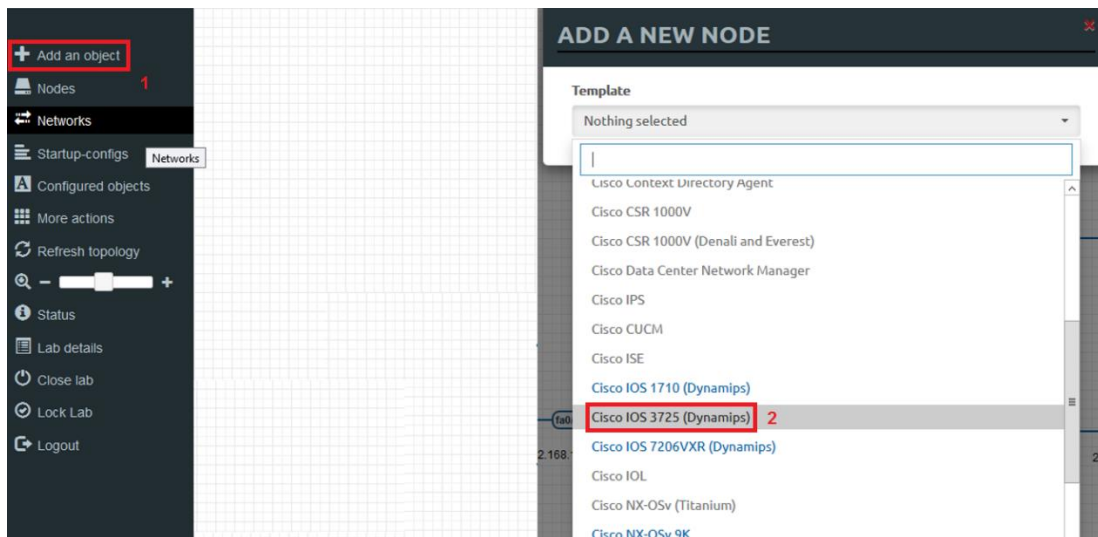 Add an object
1
Nodes
Networks
Startup-configs
Networks
Configured objects
More actions
Refresh topology
Status
Lab details
Close lab
Lock Lab
Logout
ADD A NEW NODE
Template
Nothing selected
Cisco Context Directory Agent
Cisco CSR 1000V
Cisco CSR 1000V (Denali and Everest)
Cisco Data Center Network Manager
Cisco IPS
Cisco CUCM
Cisco ISE
Cisco IOS 1710 (Dynamips)
Cisco IOS 3725 (Dynamips) 2
Cisco IOS 7206VXR (Dynamips)
Cisco IOL
Cisco NX-OSv (Titanium)
Cisco NX-OSv 9K
fa0
2.168.